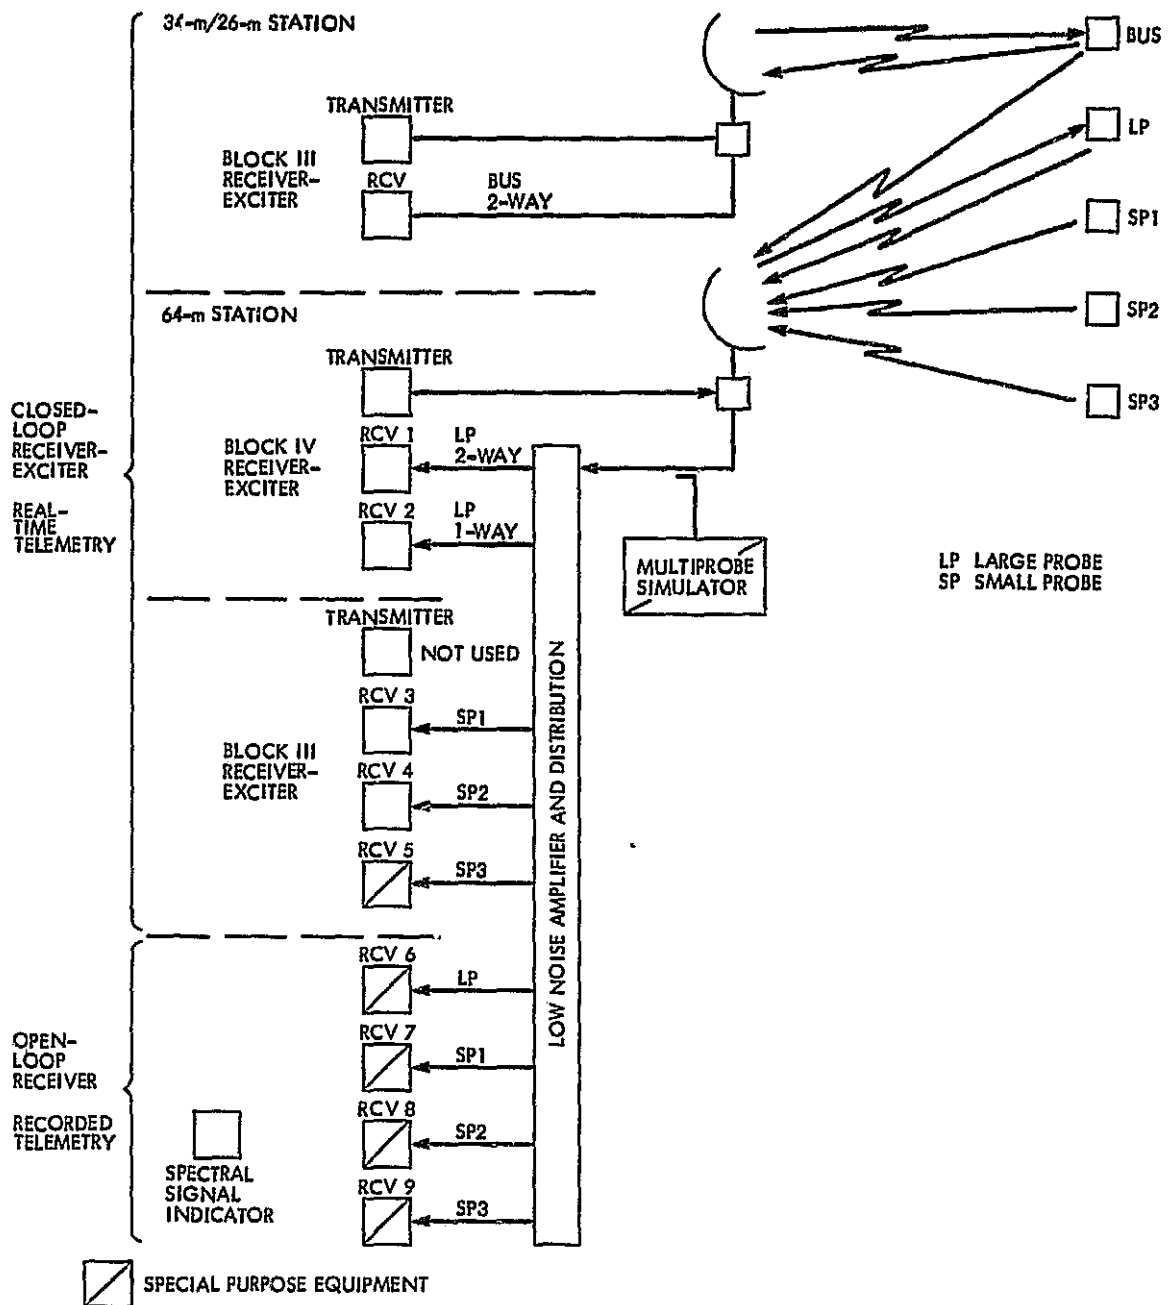 34-m/26-m STATION
BUS
TRANSMITTER
LP
BLOCK III
RECEIVER-
EXCITER
RCV
BUS
2-WAY
SP1
64-m STATION
SP2
TRANSMITTER
SP3
CLOSED-
LOOP
RECEIVER-
EXCITER
REAL-
TIME
TELEMETRY
BLOCK IV
RECEIVER-
EXCITER
RCV 1
LP
2-WAY
RCV 2
LP
1-WAY
MULTIPROBE
SIMULATOR
LP LARGE PROBE
SP SMALL PROBE
TRANSMITTER
NOT USED
LOW NOISE AMPLIFIER AND DISTRIBUTION
BLOCK III
RECEIVER-
EXCITER
RCV 3
SP1
RCV 4
SP2
RCV 5
SP3
OPEN-
LOOP
RECEIVER
RECORDED
TELEMETRY
SPECTRAL
SIGNAL
INDICATOR
RCV 6
LP
RCV 7
SP1
RCV 8
SP2
RCV 9
SP3
SPECIAL PURPOSE EQUIPMENT